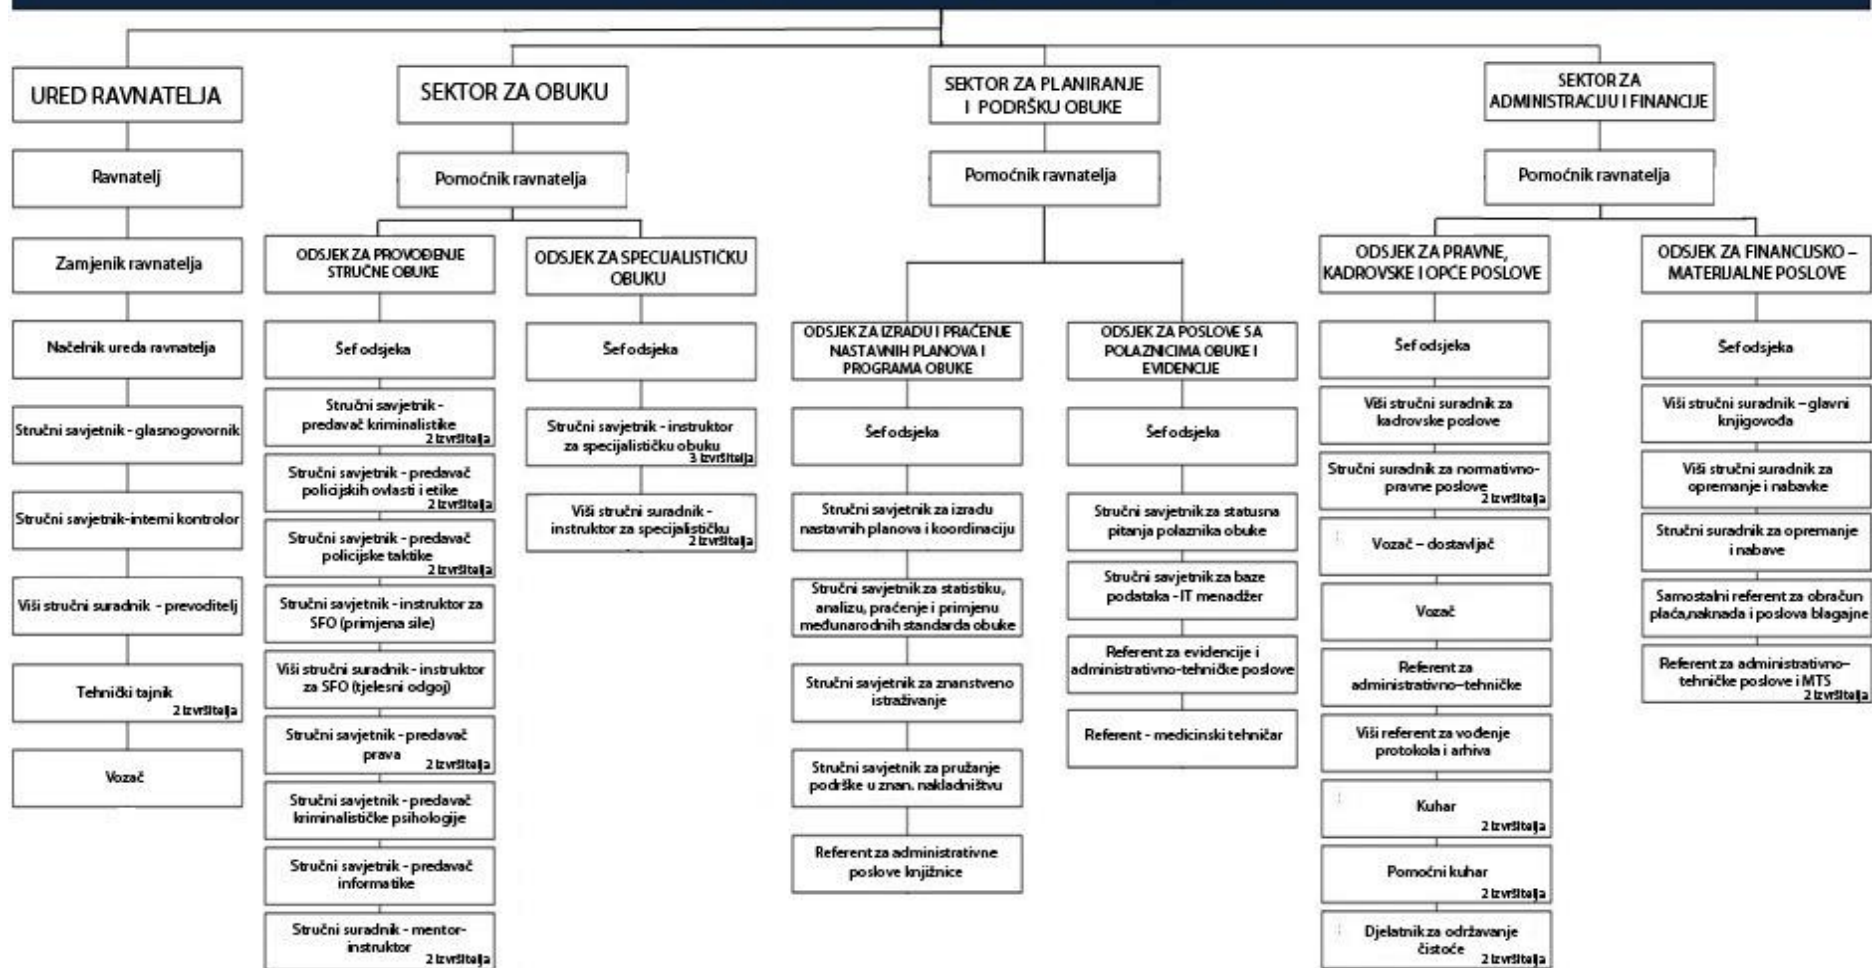 URED RAVNATELJA
Ravnatelj
Zamjenik ravnatelja
Načelnik ureda ravnatelja
Stručni savjetnik - glasnogovornik
Stručni savjetnik-interni kontrolor
Viši stručni suradnik - prevoditelj
Tehnički tajnik
2 izvršitelja
Vozač
SEKTOR ZA OBUKU
Pomoćnik ravnatelja
ODSJEK ZA PROVOĐENJE
STRUČNE OBUKE
Šef odsjeka
Stručni savjetnik -
predavač kriminalistike
2 izvršitelja
Stručni savjetnik - predavač
policijskih ovlasti i etike
2 izvršitelja
Stručni savjetnik - predavač
policijske taktike
2 izvršitelja
Stručni savjetnik - instruktor za
SFO (primjena sile)
Viši stručni suradnik - instruktor
za SFO (tjelesni odgoj)
Stručni savjetnik - predavač
prava
2 izvršitelja
Stručni savjetnik - predavač
kriminalističke psihologije
Stručni savjetnik - predavač
informatike
Stručni suradnik - mentor-
instruktor
2 izvršitelja
ODSJEK ZA SPECIJALISTIČKU
OBUKU
Šef odsjeka
Stručni savjetnik - instruktor
za specijalističku obuku
3 izvršitelja
Viši stručni suradnik -
instruktor za specijalističku
2 izvršitelja
SEKTOR ZA PLANIRANJE
I PODRŠKU OBUKE
Pomoćnik ravnatelja
ODSJEK ZA IZRADU I PRAĆENJE
NASTAVNIH PLANOVA I
PROGRAMA OBUKE
Šef odsjeka
Stručni savjetnik za izradu
nastavnih planova i koordinaciju
Stručni savjetnik za statistiku,
analizu, praćenje i primjenu
međunarodnih standarda obuke
Stručni savjetnik za znanstveno
istraživanje
Stručni savjetnik za pružanje
podrške u znan. nakladništvu
Referent za administrativne
poslove knjižnice
ODSJEK ZA POSLOVE SA
POLAZNICIMA OBUKE I
EVIDENCIJE
Šef odsjeka
Stručni savjetnik za statusna
pitanja polaznika obuke
Stručni savjetnik za baze
podataka - IT menadžer
Referent za evidencije i
administrativno-tehničke poslove
Referent - medicinski tehničar
SEKTOR ZA
ADMINISTRACIJU I FINANCIJE
Pomoćnik ravnatelja
ODSJEK ZA PRAVNE,
KADROVSKE I OPĆE POSLOVE
Šef odsjeka
Viši stručni suradnik za
kadrovske poslove
Stručni suradnik za normativno-
pravne poslove
2 izvršitelja
Vozač – dostavljač
Vozač
Referent za
administrativno–tehničke
Viši referent za vođenje
protokola i arhiva
Kuhar
2 izvršitelja
Pomoćni kuhar
2 izvršitelja
Djelatnik za održavanje
čistoće
2 izvršitelja
ODSJEK ZA FINANCIJSKO –
MATERIJALNE POSLOVE
Šef odsjeka
Viši stručni suradnik – glavni
knjigovođa
Viši stručni suradnik za
opremanje i nabavke
Stručni suradnik za opremanje
i nabave
Samostalni referent za obračun
plaća,naknada i poslova blagajne
Referent za administrativno–
tehničke poslove i MTS
2 izvršitelja